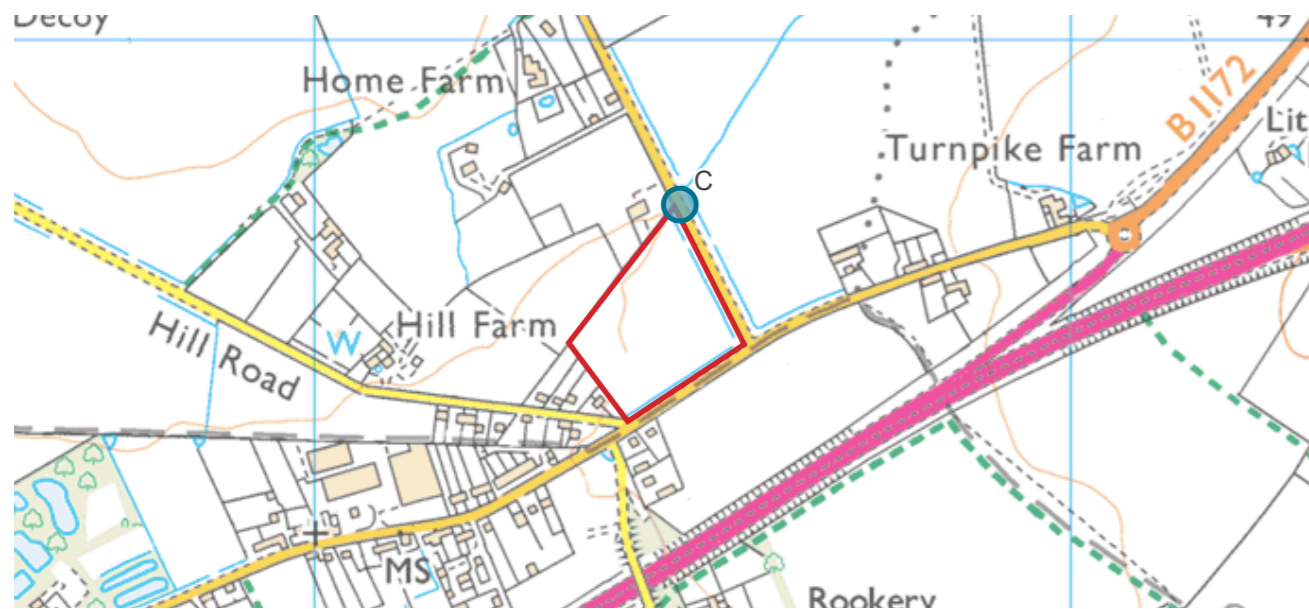 Decoy
49
Home Farm
B1172
Lit
Turnpike Farm
C
Hill Farm
W
Hill Road
MS
Rookery